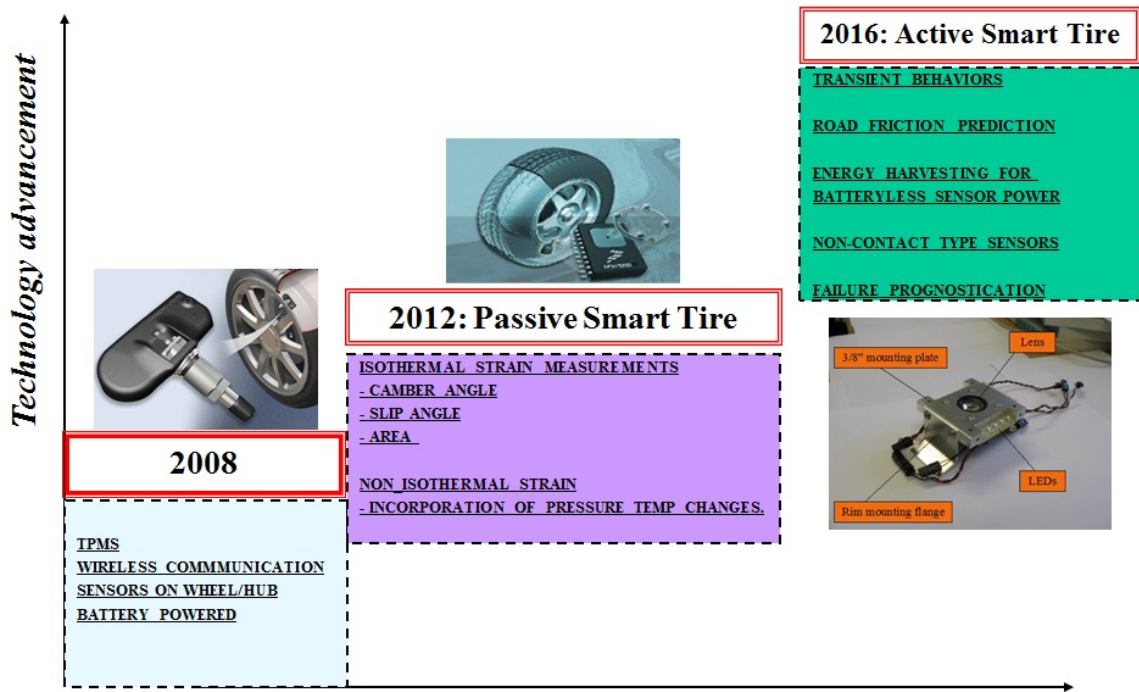 2016: Active Smart Tire
TRANSIENT BEHAVIORS
ROAD FRICTION PREDICTION
ENERGY HARVESTING FOR
BATTERYLESS SENSOR POWER
NON-CONTACT TYPE SENSORS
FAILURE PROGNOSTICATION
Technology advancement
2012: Passive Smart Tire
ISOTHERMAL STRAIN MEASUREMENTS
- CAMBER ANGLE
- SLIP ANGLE
- AREA
NON_ISOTHERMAL STRAIN
- INCORPORATION OF PRESSURE TEMP CHANGES.
3/8" mounting plate
Lens
LEDs
Rim mounting flange
2008
TPMS
WIRELESS COMMMUNICATION
SENSORS ON WHEEL/HUB
BATTERY POWERED